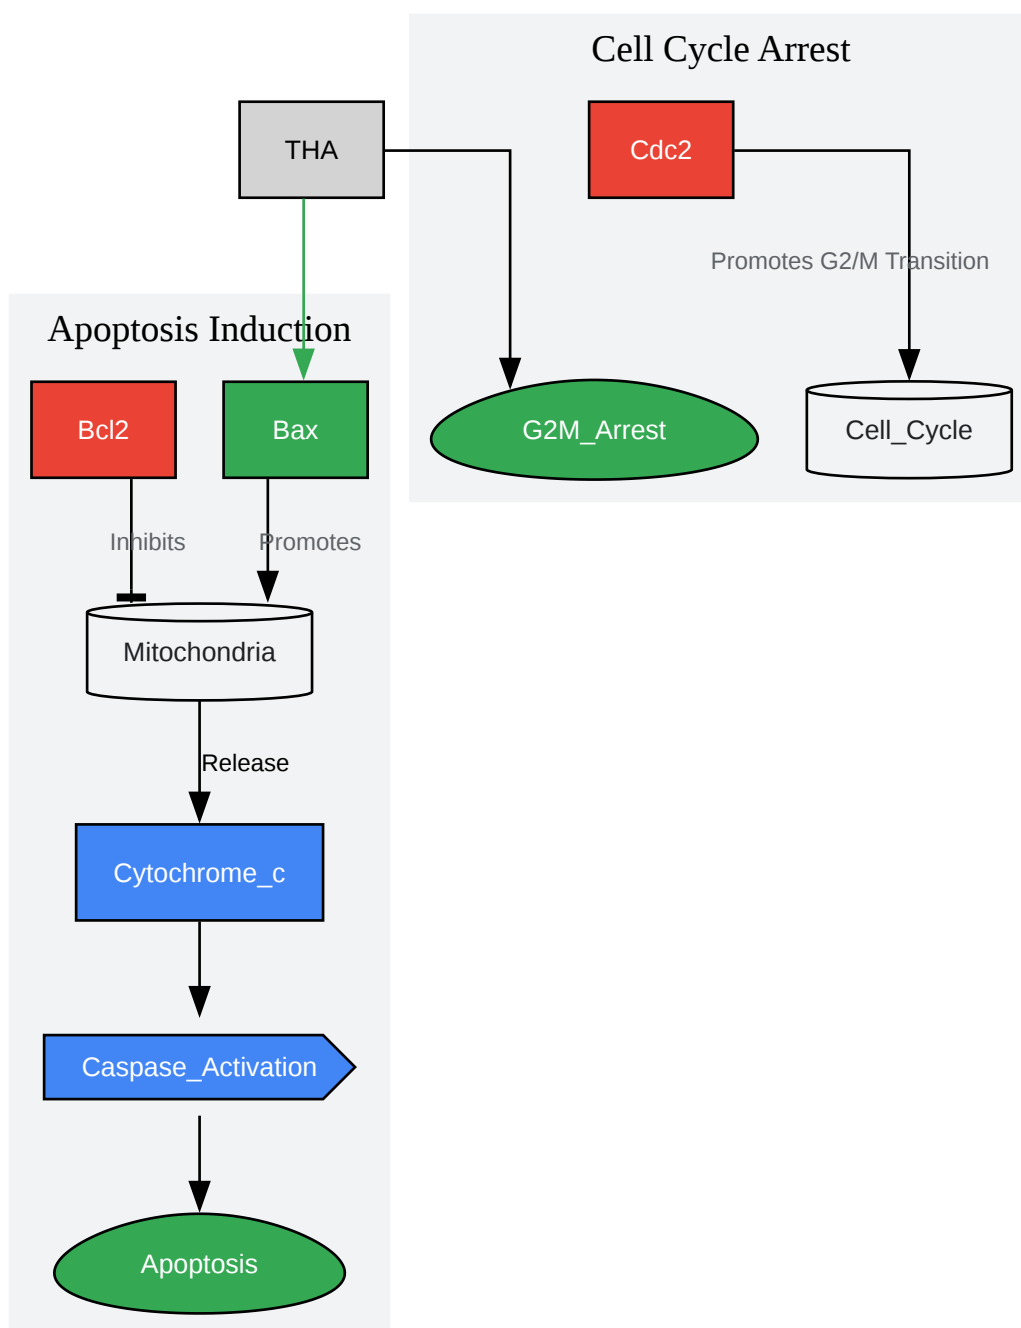 Cell Cycle Arrest
THA
Cdc2
Promotes G2/M Transition
Apoptosis Induction
Bcl2
Bax
G2M_Arrest
Cell_Cycle
Inhibits
Promotes
Mitochondria
Release
Cytochrome_c
Caspase_Activation
Apoptosis